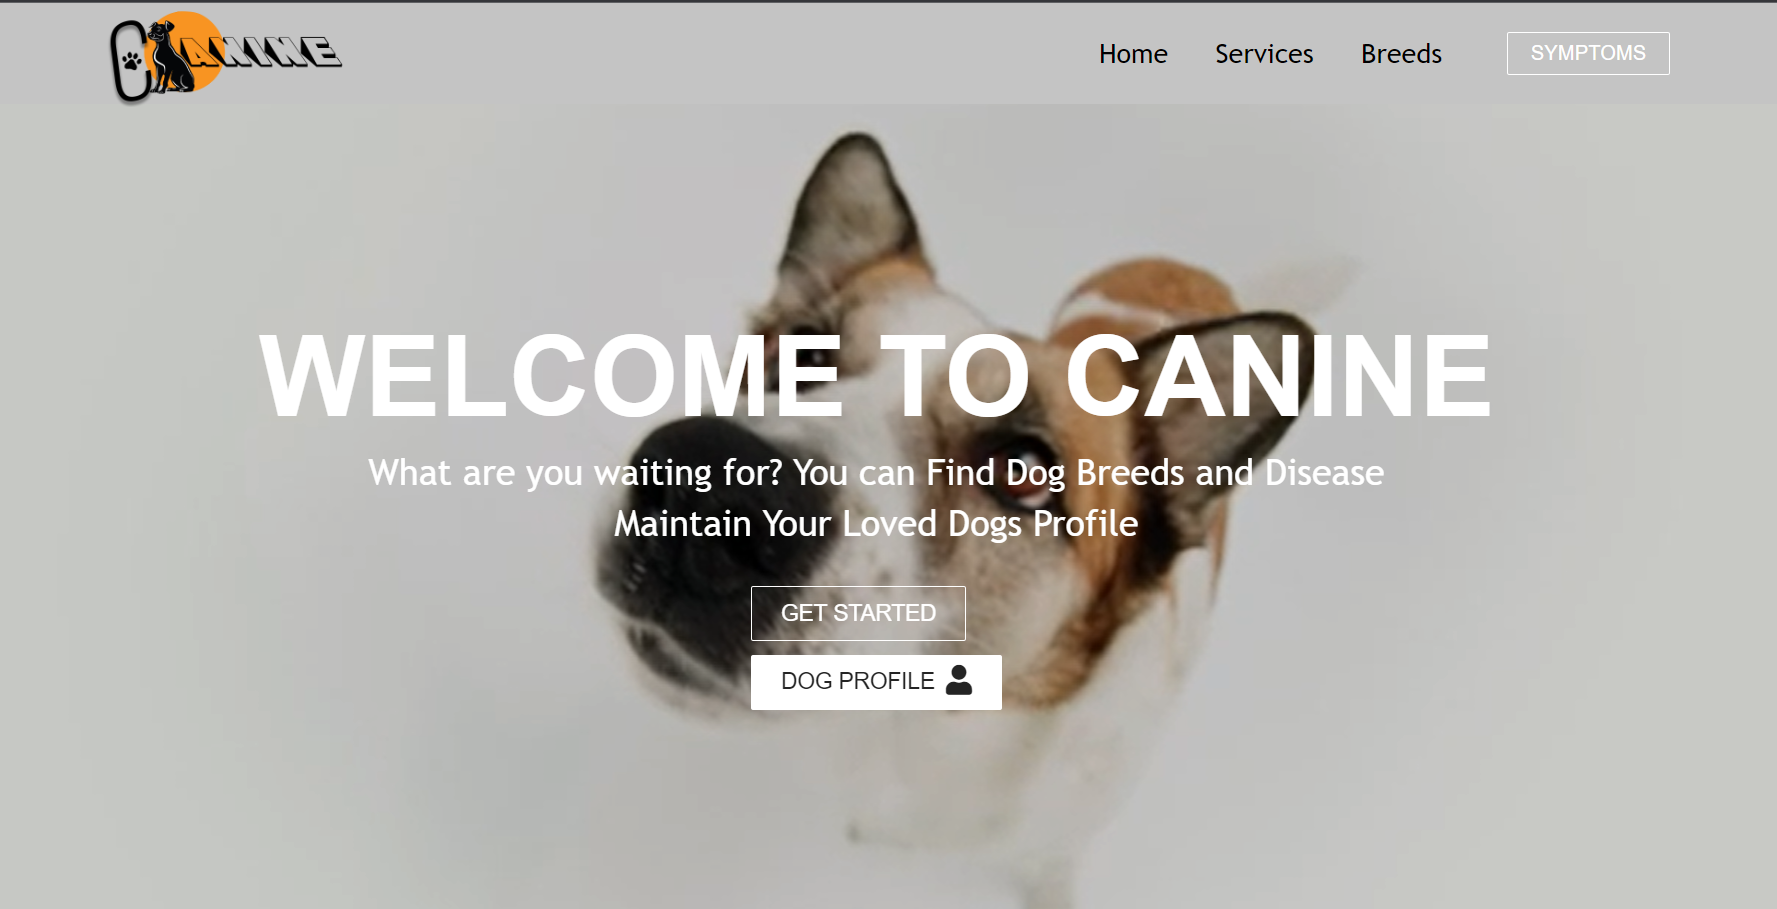 CANINE
Home Services Breeds SYMPTOMS
WELCOME TO CANINE
What are you waiting for? You can Find Dog Breeds and Disease
Maintain Your Loved Dogs Profile
GET STARTED
DOG PROFILE